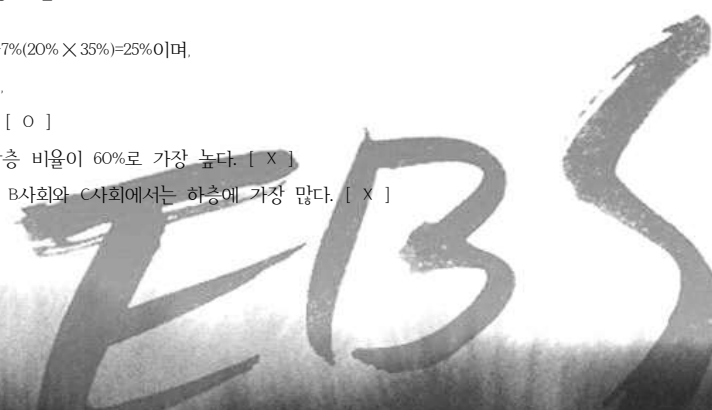 7%(20%×35%)=25%이며,
[ O ]
층 비율이 60%로 가장 높다. [ X ]
B사회와 C사회에서는 하층에 가장 많다. [ X ]
EBS